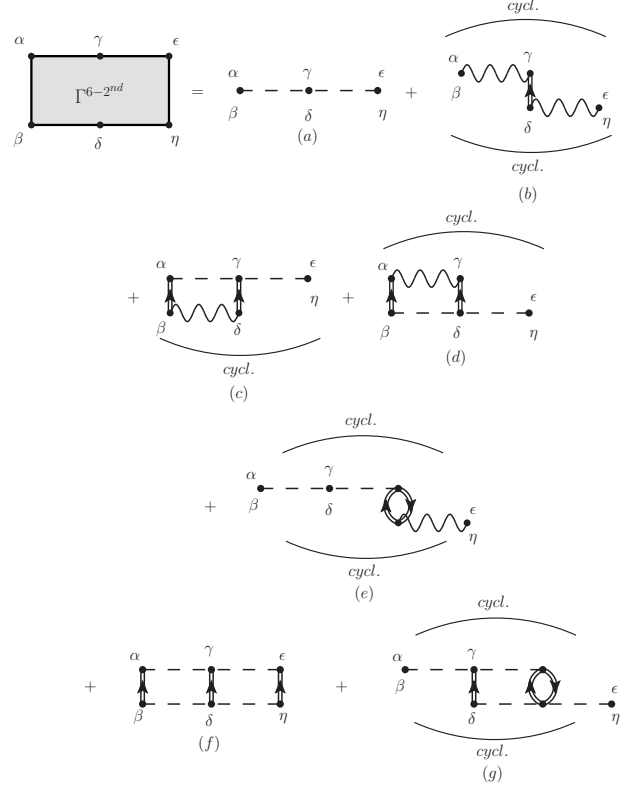 cycl.
α γ ϵ α γ ϵ α γ
Γ^{6−2^{nd}} = + β ϵ
β δ η β δ η δ η
(a) cycl.
(b)
cycl.
α γ ϵ α γ
+ η + ϵ
β δ β δ η
cycl. (d)
(c)
cycl.
α γ
+ β δ ϵ
η
cycl.
(e)
cycl.
α γ ϵ α γ
+ + β ϵ
β δ η δ η
(f) cycl.
(g)